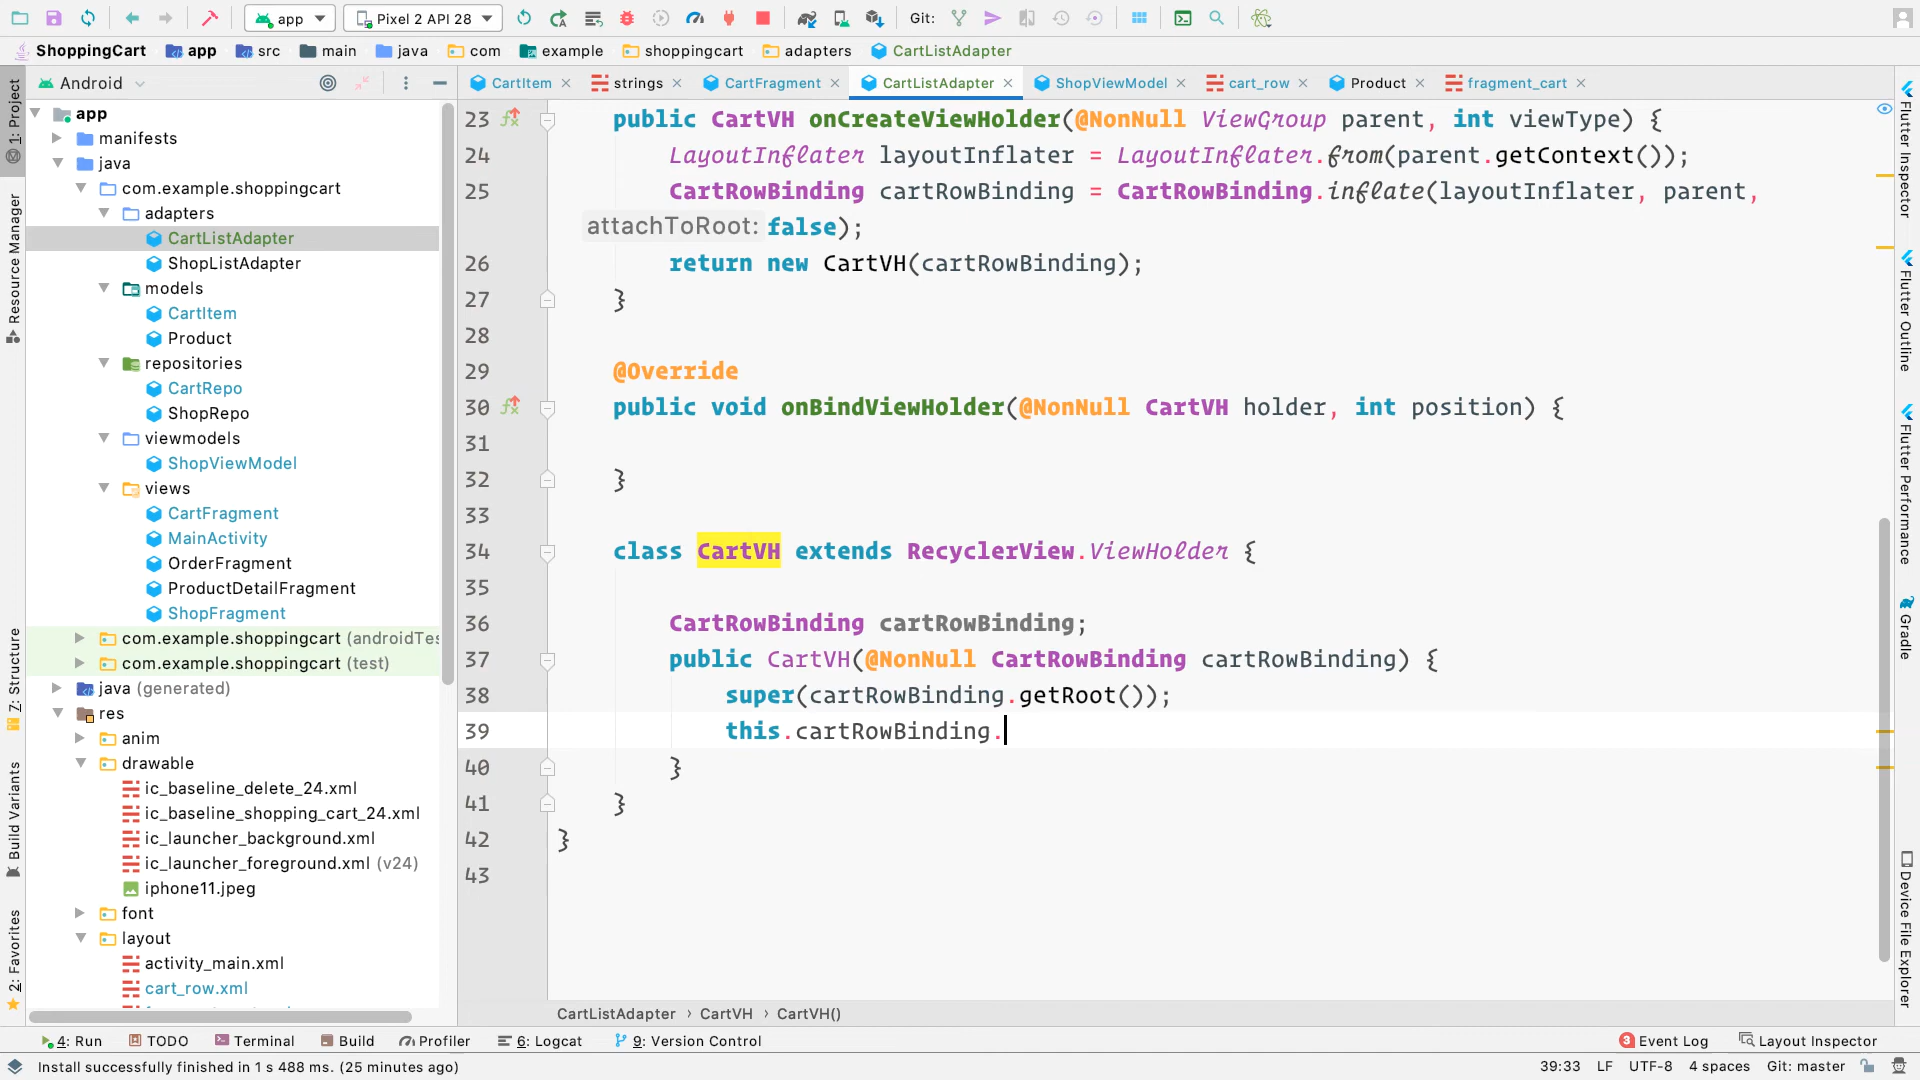 app
Pixel 2 API 28
Git:
ShoppingCart
app
src
main
java
com
example
shoppingcart
adapters
CartListAdapter
Android
CartItem
strings
CartFragment
CartListAdapter
ShopViewModel
cart_row
Product
fragment_cart
1: Project
Resource Manager
7: Structure
Build Variants
2: Favorites
app
manifests
java
com.example.shoppingcart
adapters
CartListAdapter
ShopListAdapter
models
CartItem
Product
repositories
CartRepo
ShopRepo
viewmodels
ShopViewModel
views
CartFragment
MainActivity
OrderFragment
ProductDetailFragment
ShopFragment
com.example.shoppingcart (androidTes
com.example.shoppingcart (test)
java (generated)
res
anim
drawable
ic_baseline_delete_24.xml
ic_baseline_shopping_cart_24.xml
ic_launcher_background.xml
ic_launcher_foreground.xml (v24)
iphone11.jpeg
font
layout
activity_main.xml
cart_row.xml
23 public CartVH onCreateViewHolder(@NonNull ViewGroup parent, int viewType) {
24 LayoutInflater layoutInflater = LayoutInflater.from(parent.getContext());
25 CartRowBinding cartRowBinding = CartRowBinding.inflate(layoutInflater, parent,
attachToRoot: false);
26 return new CartVH(cartRowBinding);
27 }
28
29 @Override
30 public void onBindViewHolder(@NonNull CartVH holder, int position) {
31
32 }
33
34 class CartVH extends RecyclerView.ViewHolder {
35
36 CartRowBinding cartRowBinding;
37 public CartVH(@NonNull CartRowBinding cartRowBinding) {
38 super(cartRowBinding.getRoot());
39 this.cartRowBinding.
40 }
41 }
42 }
43
CartListAdapter › CartVH › CartVH()
Flutter Inspector
Flutter Outline
Flutter Performance
Gradle
Device File Explorer
4: Run
TODO
Terminal
Build
Profiler
6: Logcat
9: Version Control
3 Event Log
Layout Inspector
Install successfully finished in 1 s 488 ms. (25 minutes ago)
39:33 LF UTF-8 4 spaces Git: master